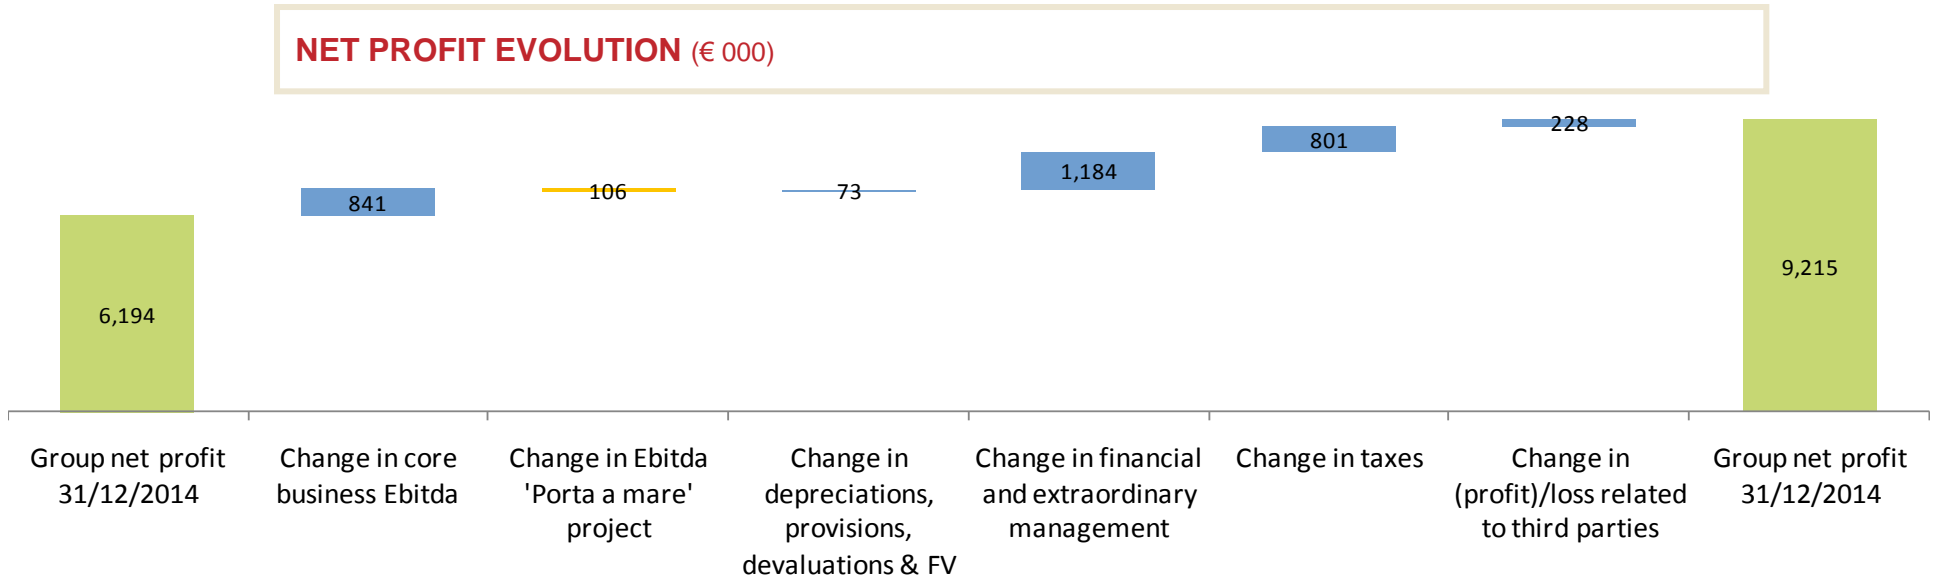 NET PROFIT EVOLUTION (€ 000)
6,194
841
106
73
1,184
801
228
9,215
Group net profit
31/12/2014
Change in core
business Ebitda
Change in Ebitda
'Porta a mare'
project
Change in
depreciations,
provisions,
devaluations & FV
Change in financial
and extraordinary
management
Change in taxes
Change in
(profit)/loss related
to third parties
Group net profit
31/12/2014